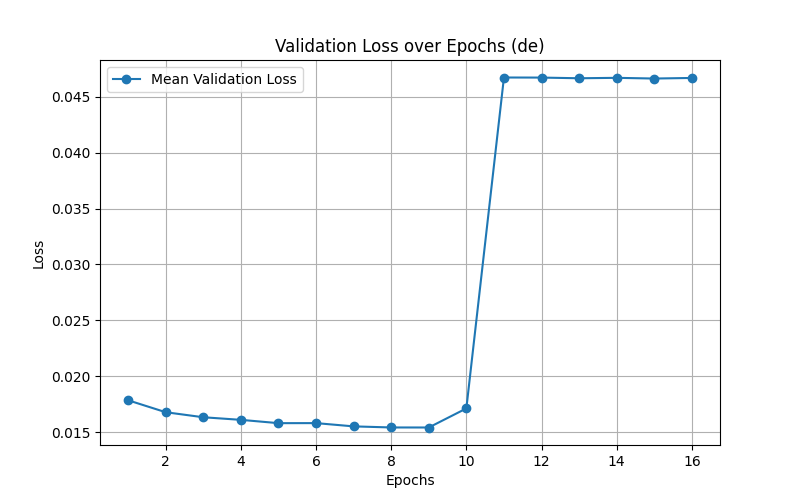 Validation Loss over Epochs (de)
Mean Validation Loss
0.045
0.040
0.035
0.030
0.025
0.020
0.015
Loss
2 4 6 8 10 12 14 16
Epochs